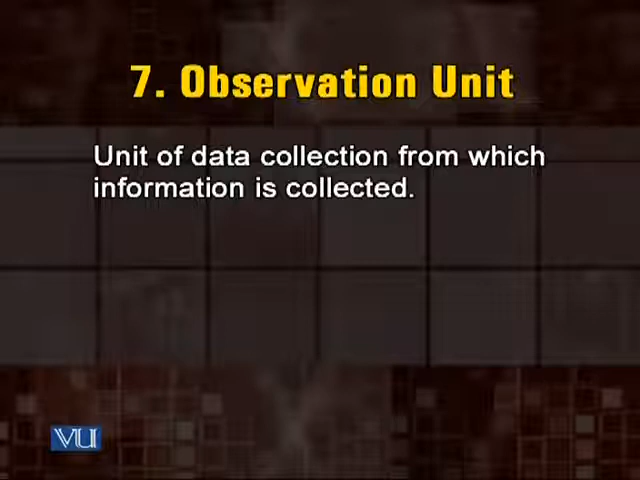 7. Observation Unit
Unit of data collection from which
information is collected.
VU